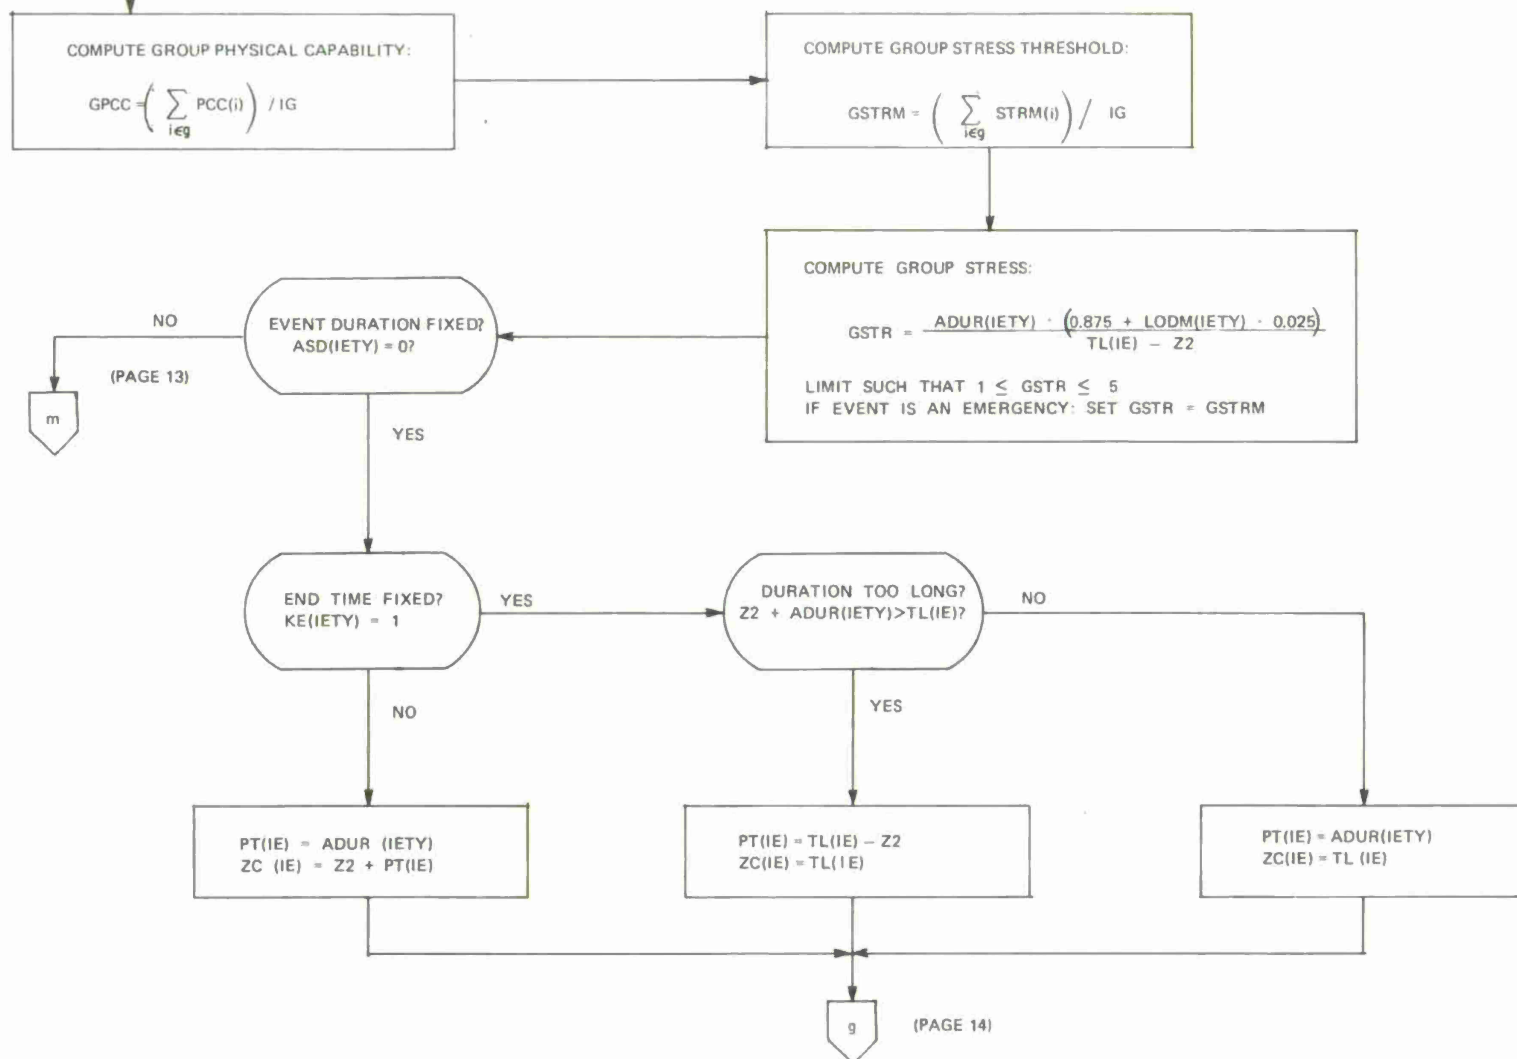 COMPUTE GROUP PHYSICAL CAPABILITY:
GPCC = ( ∑ PCC(i) ) / IG
i∈g
COMPUTE GROUP STRESS THRESHOLD:
GSTRM = ( ∑ STRM(i) ) / IG
i∈g
COMPUTE GROUP STRESS:
GSTR = ADUR(IETY) · (0.875 + LODM(IETY) · 0.025)
TL(IE) − Z2
LIMIT SUCH THAT 1 ≤ GSTR ≤ 5
IF EVENT IS AN EMERGENCY: SET GSTR = GSTRM
EVENT DURATION FIXED?
ASD(IETY) = 0?
NO
(PAGE 13)
m
YES
END TIME FIXED?
KE(IETY) = 1
YES
DURATION TOO LONG?
Z2 + ADUR(IETY)>TL(IE)?
NO
NO
YES
PT(IE) = ADUR (IETY)
ZC (IE) = Z2 + PT(IE)
PT(IE) = TL(IE) − Z2
ZC(IE) = TL(IE)
PT(IE) = ADUR(IETY)
ZC(IE) = TL (IE)
g
(PAGE 14)